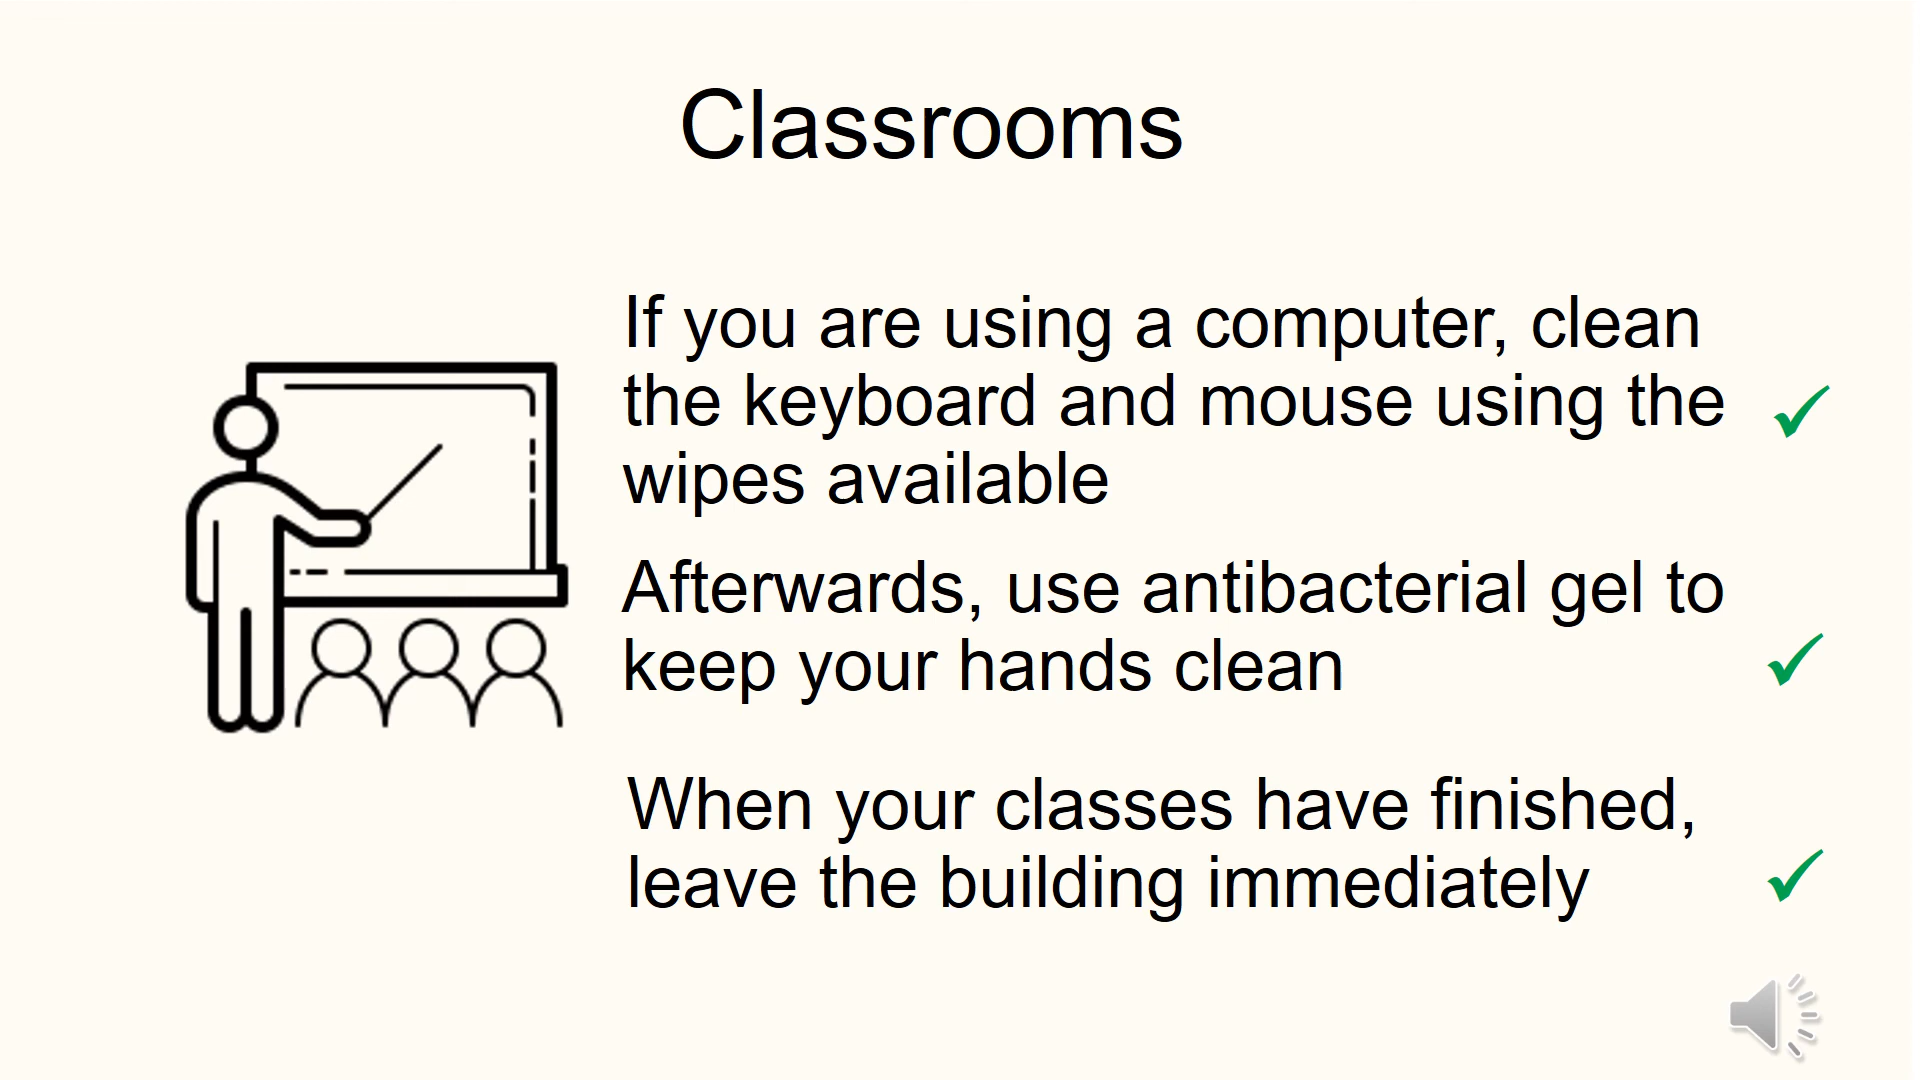 Classrooms
If you are using a computer, clean
the keyboard and mouse using the
wipes available
Afterwards, use antibacterial gel to
keep your hands clean
When your classes have finished,
leave the building immediately